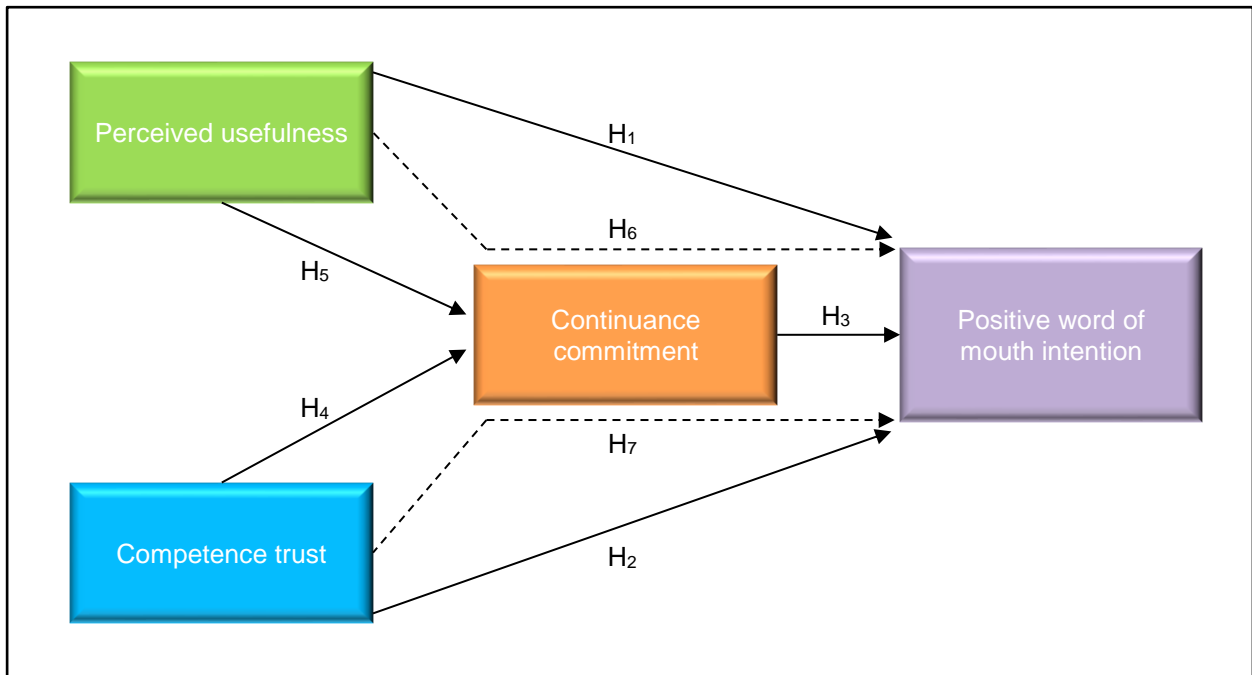 Perceived usefulness
H₁
H₆
H₅
Continuance
commitment
H₃
Positive word of
mouth intention
H₄
H₇
Competence trust
H₂